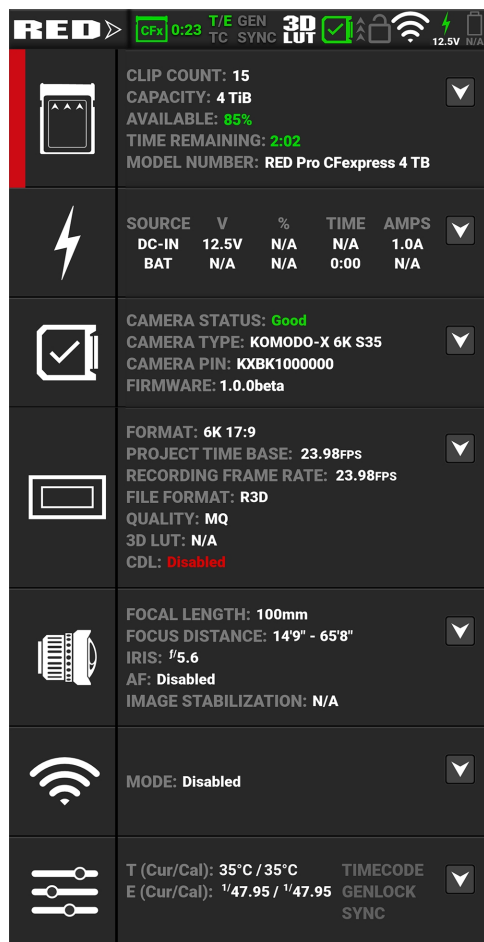 RED
CFx 0:23 T/E GEN 3D 
TC SYNC LUT
12.5V N/A
CLIP COUNT: 15
CAPACITY: 4 TiB
AVAILABLE: 85%
TIME REMAINING: 2:02
MODEL NUMBER: RED Pro CFexpress 4 TB
SOURCE V % TIME AMPS
DC-IN 12.5V N/A N/A 1.0A
BAT N/A N/A 0:00 N/A
CAMERA STATUS: Good
CAMERA TYPE: KOMODO-X 6K S35
CAMERA PIN: KXBK1000000
FIRMWARE: 1.0.0beta
FORMAT: 6K 17:9
PROJECT TIME BASE: 23.98FPS
RECORDING FRAME RATE: 23.98FPS
FILE FORMAT: R3D
QUALITY: MQ
3D LUT: N/A
CDL: Disabled
FOCAL LENGTH: 100mm
FOCUS DISTANCE: 14'9" - 65'8"
IRIS: f/5.6
AF: Disabled
IMAGE STABILIZATION: N/A
MODE: Disabled
T (Cur/Cal): 35°C / 35°C TIMECODE
E (Cur/Cal): 1/47.95 / 1/47.95 GENLOCK
SYNC